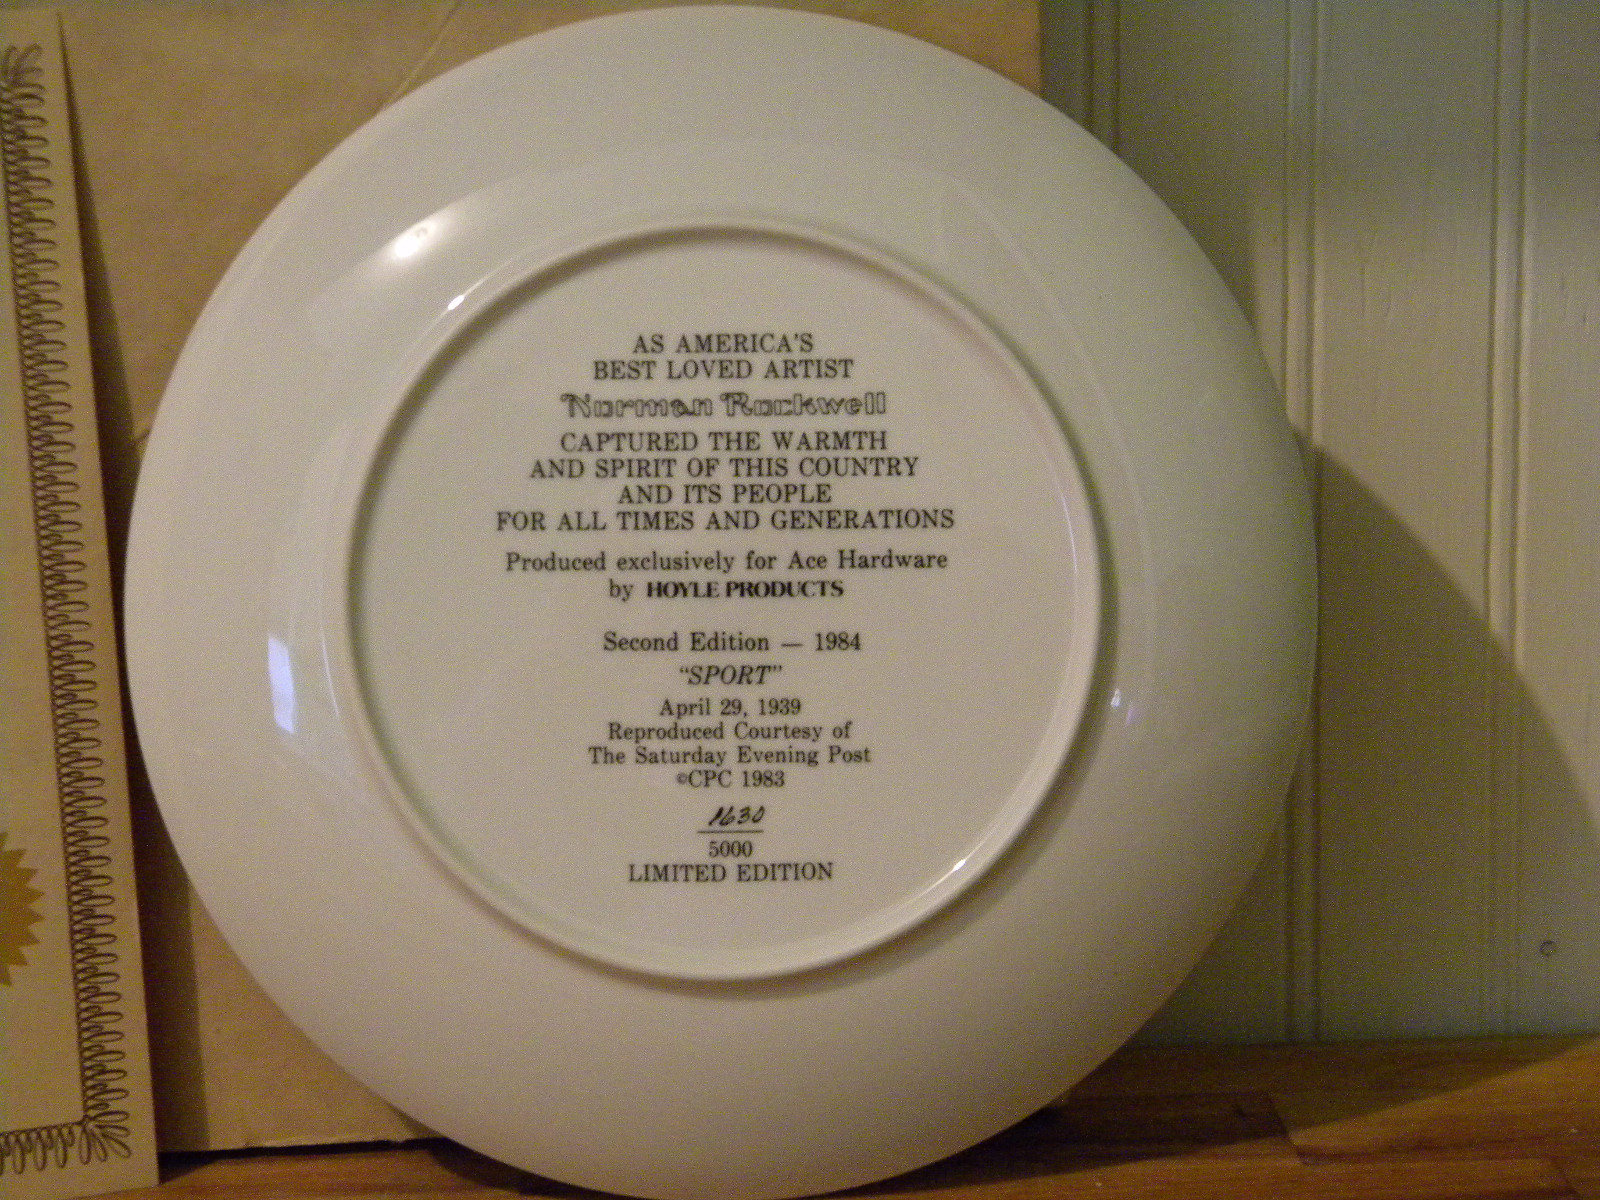 AS AMERICA'S
BEST LOVED ARTIST
Norman Rockwell
CAPTURED THE WARMTH
AND SPIRIT OF THIS COUNTRY
AND ITS PEOPLE
FOR ALL TIMES AND GENERATIONS
Produced exclusively for Ace Hardware
by HOYLE PRODUCTS
Second Edition — 1984
"SPORT"
April 29, 1939
Reproduced Courtesy of
The Saturday Evening Post
©CPC 1983
1630
5000
LIMITED EDITION